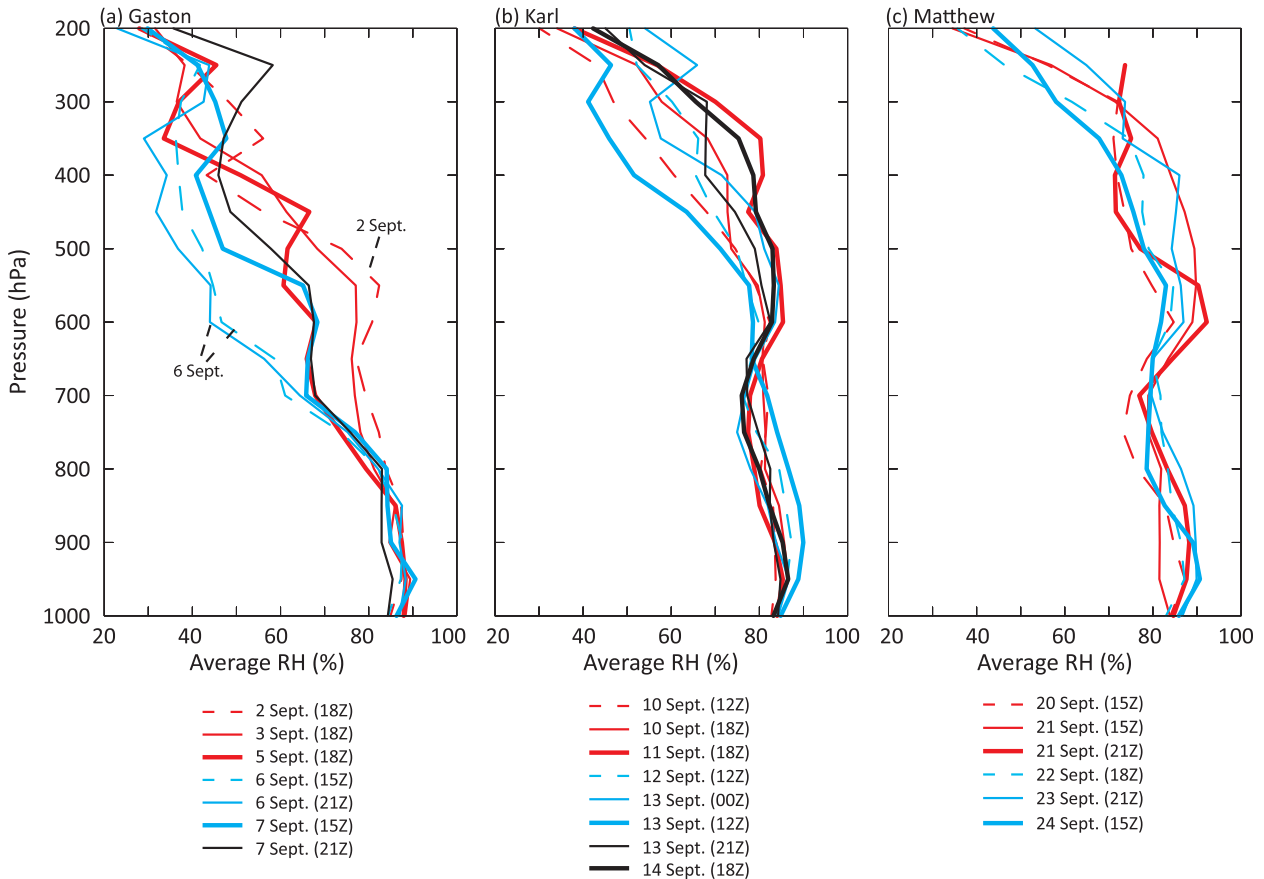 (a) Gaston
(b) Karl
(c) Matthew
Pressure (hPa)
200
300
400
500
600
700
800
900
1000
2 Sept.
6 Sept.
20 40 60 80 100
20 40 60 80 100
20 40 60 80 100
Average RH (%)
Average RH (%)
Average RH (%)
2 Sept. (18Z)
3 Sept. (18Z)
5 Sept. (18Z)
6 Sept. (15Z)
6 Sept. (21Z)
7 Sept. (15Z)
7 Sept. (21Z)
10 Sept. (12Z)
10 Sept. (18Z)
11 Sept. (18Z)
12 Sept. (12Z)
13 Sept. (00Z)
13 Sept. (12Z)
13 Sept. (21Z)
14 Sept. (18Z)
20 Sept. (15Z)
21 Sept. (15Z)
21 Sept. (21Z)
22 Sept. (18Z)
23 Sept. (21Z)
24 Sept. (15Z)